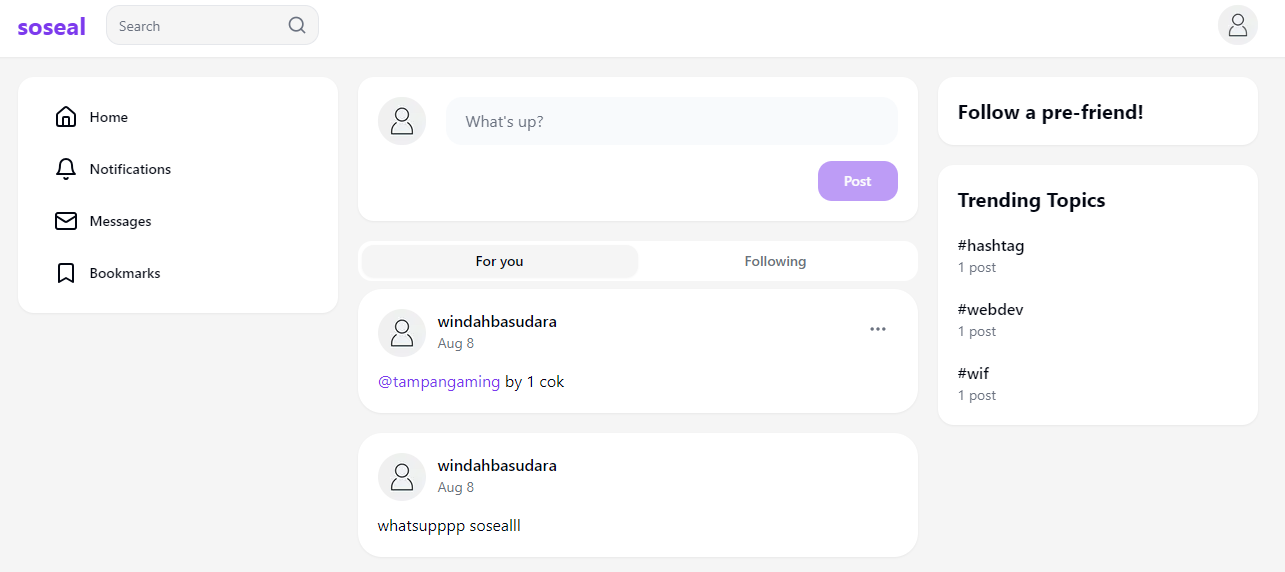 soseal
Search
Home
Notifications
Messages
Bookmarks
What's up?
Post
For you
Following
windahbasudara
Aug 8
@tampangaming by 1 cok
windahbasudara
Aug 8
whatsupppp sosealll
Follow a pre-friend!
Trending Topics
#hashtag
1 post
#webdev
1 post
#wif
1 post